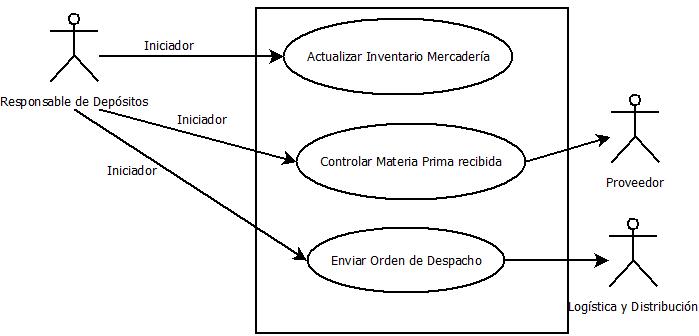 Iniciador
Actualizar Inventario Mercadería
Responsable de Depósitos
Iniciador
Controlar Materia Prima recibida
Iniciador
Proveedor
Enviar Orden de Despacho
Logística y Distribución